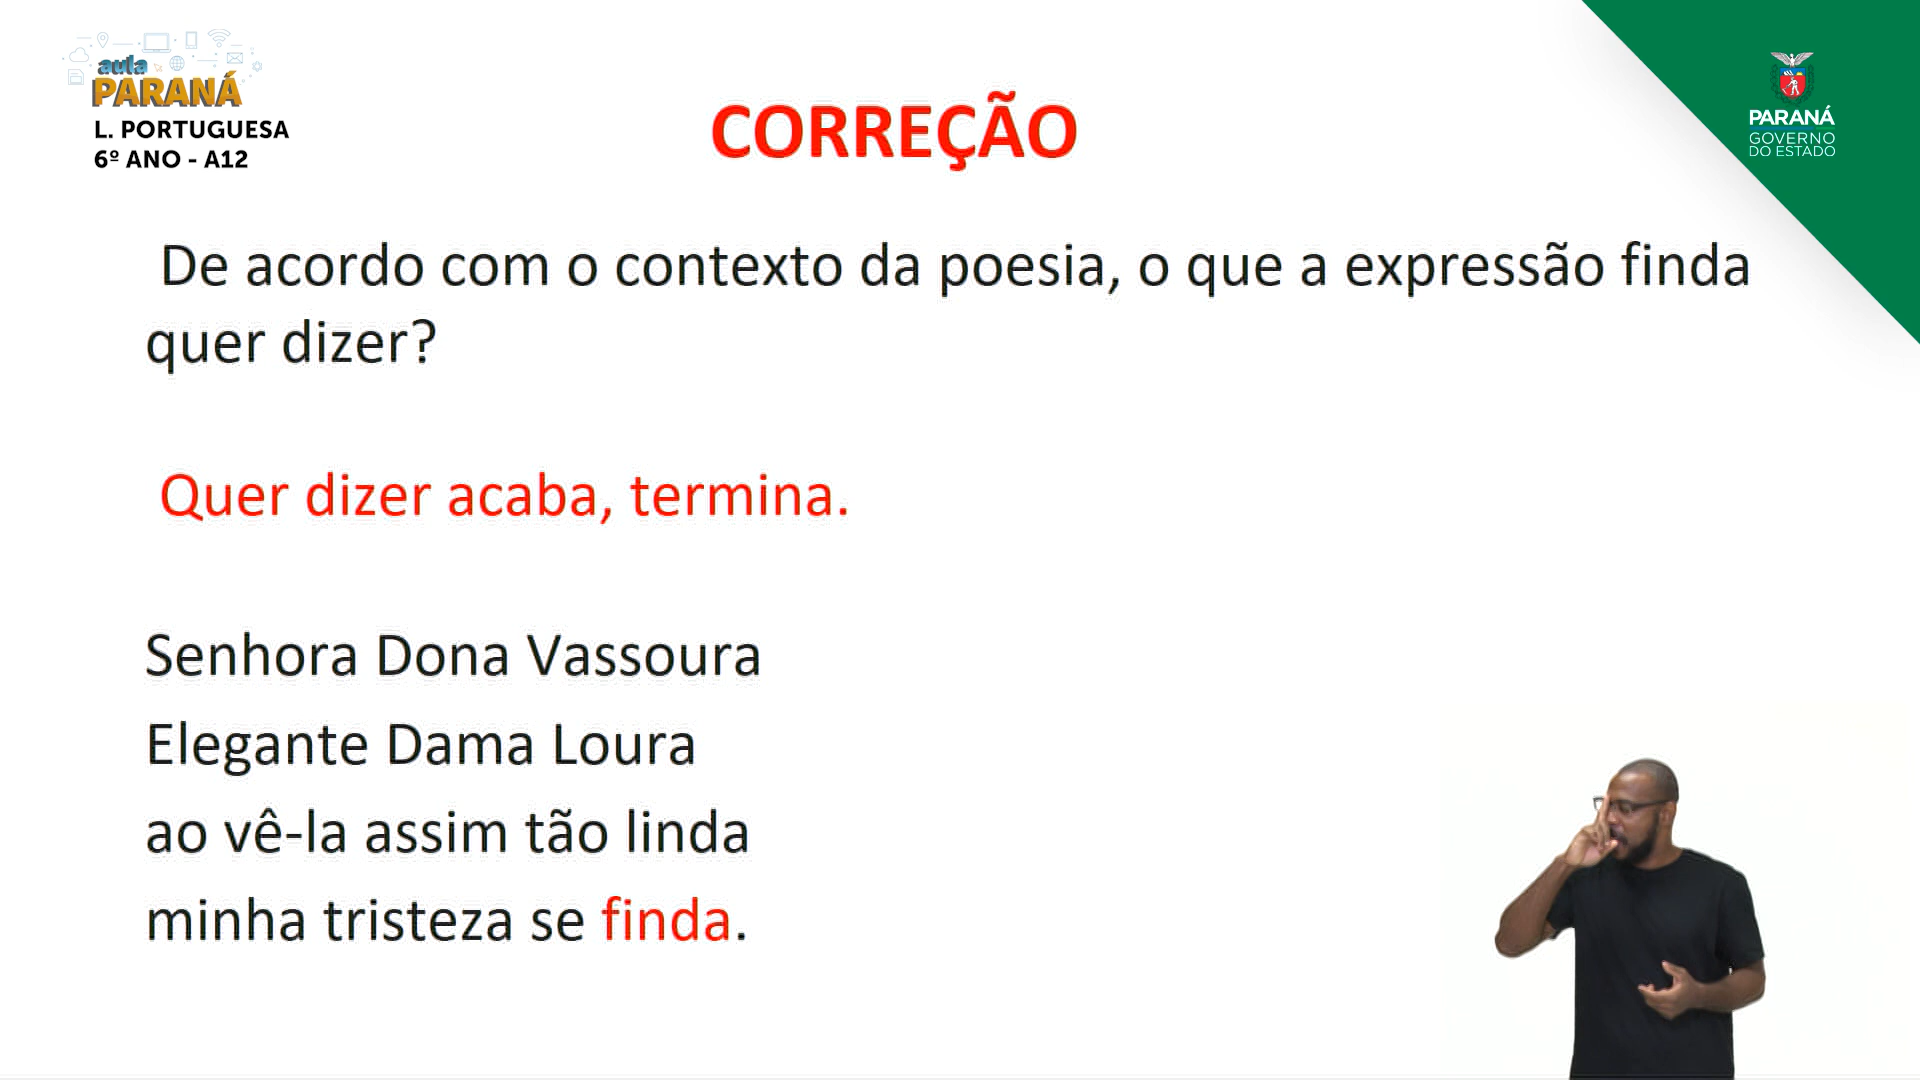 aula
PARANÁ
L. PORTUGUESA
6º ANO - A12
CORREÇÃO
PARANÁ
GOVERNO
DO ESTADO
De acordo com o contexto da poesia, o que a expressão finda
quer dizer?
Quer dizer acaba, termina.
Senhora Dona Vassoura
Elegante Dama Loura
ao vê-la assim tão linda
minha tristeza se finda.